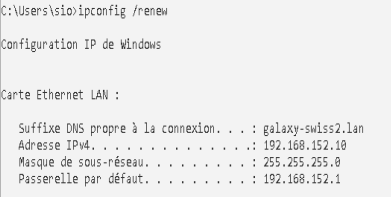 C:\Users\sio>ipconfig /renew
Configuration IP de Windows
Carte Ethernet LAN :
Suffixe DNS propre à la connexion. . . : galaxy-swiss2.lan
Adresse IPv4. . . . . . . . . . . . . .: 192.168.152.10
Masque de sous-réseau. . . . . . . . . : 255.255.255.0
Passerelle par défaut. . . . . . . . . : 192.168.152.1